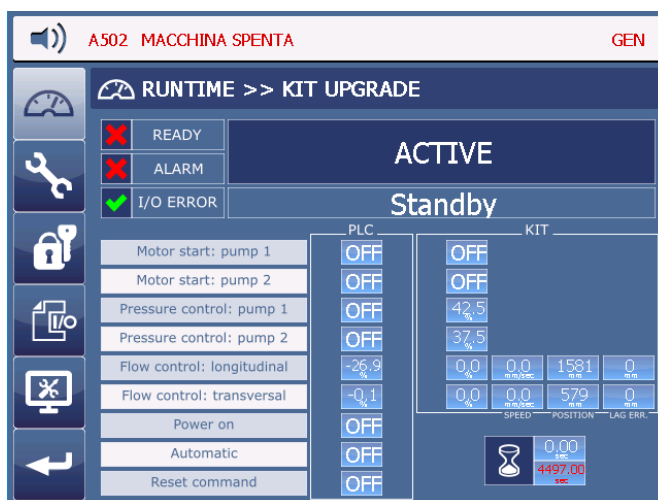 A502 MACCHINA SPENTA GEN
RUNTIME >> KIT UPGRADE
READY
ACTIVE
ALARM
I/O ERROR
Standby
PLC KIT
Motor start: pump 1 OFF OFF
Motor start: pump 2 OFF OFF
Pressure control: pump 1 OFF 42.5 %
Pressure control: pump 2 OFF 37.5 %
Flow control: longitudinal -26.9 % 0.0 % 0.0 mm/sec 1581 mm 0 mm
Flow control: transversal -0.1 % 0.0 % 0.0 mm/sec 579 mm 0 mm
SPEED POSITION LAG ERR.
Power on OFF
Automatic OFF
0.00 sec
4497.00 sec
Reset command OFF
I/O